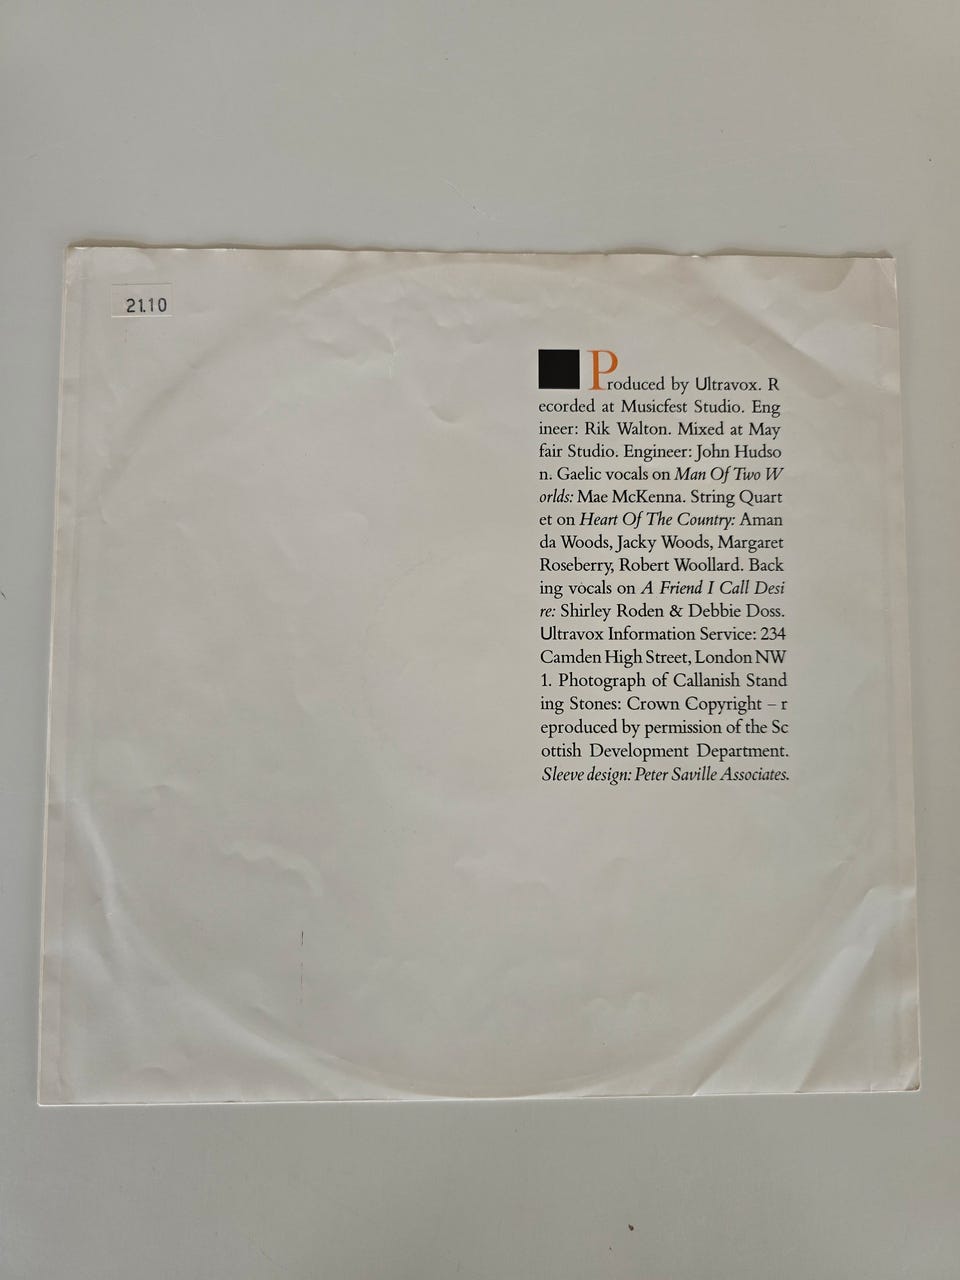 21.10
Produced by Ultravox. R
ecorded at Musicfest Studio. Eng
ineer: Rik Walton. Mixed at May
fair Studio. Engineer: John Hudso
n. Gaelic vocals on Man Of Two W
orlds: Mae McKenna. String Quart
et on Heart Of The Country: Aman
da Woods, Jacky Woods, Margaret
Roseberry, Robert Woollard. Back
ing vocals on A Friend I Call Desi
re: Shirley Roden & Debbie Doss.
Ultravox Information Service: 234
Camden High Street, London NW
1. Photograph of Callanish Stand
ing Stones: Crown Copyright – r
eproduced by permission of the Sc
ottish Development Department.
Sleeve design: Peter Saville Associates.